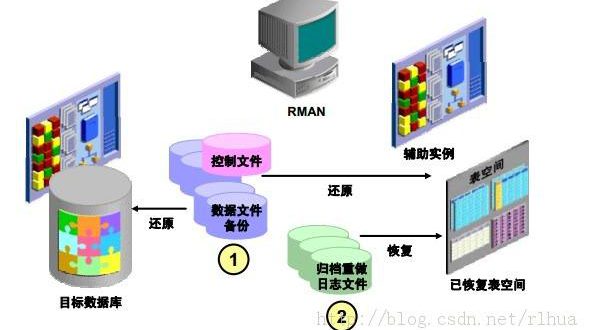 RMAN
控制文件
辅助实例
还原
表空间
数据文件
备份
还原
恢复
1
归档重做
日志文件
目标数据库
已恢复表空间
2
http://blog.csdn.net/rlhua